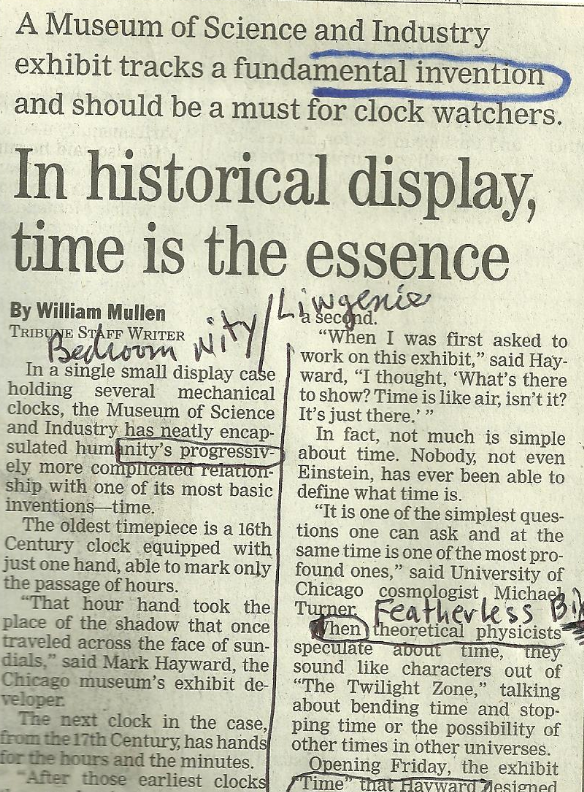 A Museum of Science and Industry
exhibit tracks a fundamental invention
and should be a must for clock watchers.
In historical display,
time is the essence
By William Mullen
TRIBUNE STAFF WRITER
Bedroom nity/
In a single small display case
holding several mechanical
clocks, the Museum of Science
and Industry has neatly encap-
sulated humanity's progressiv-
ely more complicated relation-
ship with one of its most basic
inventions—time.
The oldest timepiece is a 16th
Century clock equipped with
just one hand, able to mark only
the passage of hours.
"That hour hand took the
place of the shadow that once
traveled across the face of sun-
dials," said Mark Hayward, the
Chicago museum's exhibit de-
veloper.
The next clock in the case,
from the 17th Century, has hands
for the hours and the minutes.
"After those earliest clocks
a second.
"When I was first asked to
work on this exhibit," said Hay-
ward, "I thought, 'What's there
to show? Time is like air, isn't it?
It's just there.' "
In fact, not much is simple
about time. Nobody, not even
Einstein, has ever been able to
define what time is.
"It is one of the simplest ques-
tions one can ask and at the
same time is one of the most pro-
found ones," said University of
Chicago cosmologist Michael
Turner.
Featherless
When theoretical physicists
speculate about time, they
sound like characters out of
"The Twilight Zone," talking
about bending time and stop-
ping time or the possibility of
other times in other universes.
Opening Friday, the exhibit
"Time" that Hayward designed